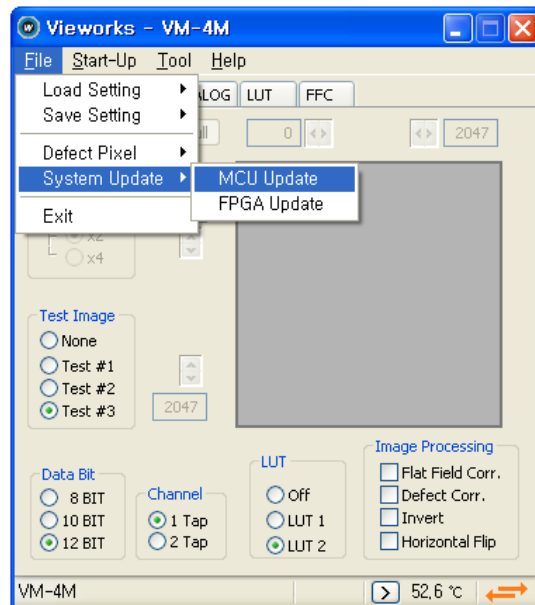 Vieworks - VM-4M
File Start-Up Tool Help
ALOG LUT FFC
Load Setting
Save Setting
Defect Pixel
System Update
Exit
MCU Update
FPGA Update
0 2047
x2
x4
Test Image
None
Test #1
Test #2
Test #3
2047
Data Bit
8 BIT
10 BIT
12 BIT
Channel
1 Tap
2 Tap
LUT
Off
LUT 1
LUT 2
Image Processing
Flat Field Corr.
Defect Corr.
Invert
Horizontal Flip
VM-4M 52,6 ℃